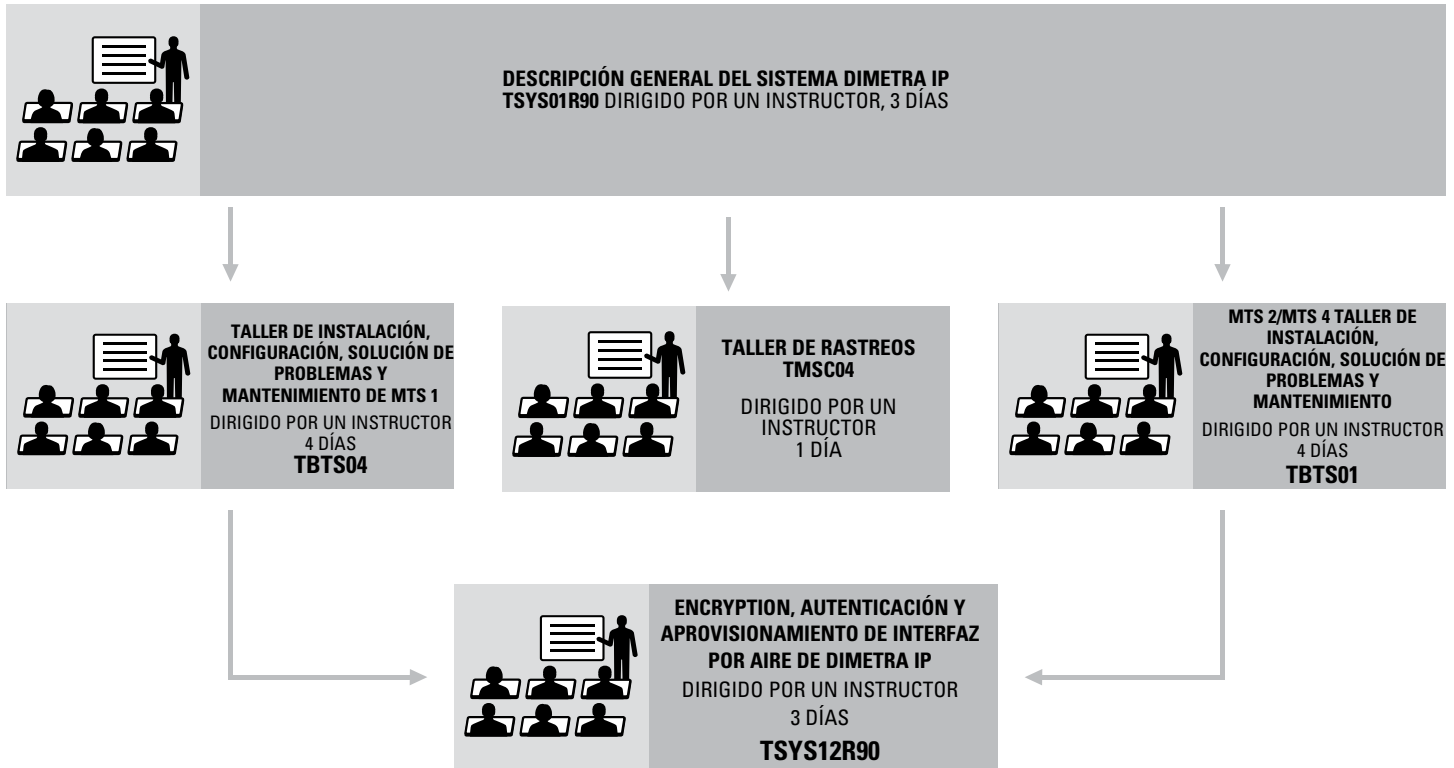 DESCRIPCIÓN GENERAL DEL SISTEMA DIMETRA IP
TSYS01R90 DIRIGIDO POR UN INSTRUCTOR, 3 DÍAS
TALLER DE INSTALACIÓN,
CONFIGURACIÓN, SOLUCIÓN DE
PROBLEMAS Y
MANTENIMIENTO DE MTS 1
DIRIGIDO POR UN INSTRUCTOR
4 DÍAS
TBTS04
TALLER DE RASTREOS
TMSC04
DIRIGIDO POR UN
INSTRUCTOR
1 DÍA
MTS 2/MTS 4 TALLER DE
INSTALACIÓN,
CONFIGURACIÓN, SOLUCIÓN DE
PROBLEMAS Y
MANTENIMIENTO
DIRIGIDO POR UN INSTRUCTOR
4 DÍAS
TBTS01
ENCRYPTION, AUTENTICACIÓN Y
APROVISIONAMIENTO DE INTERFAZ
POR AIRE DE DIMETRA IP
DIRIGIDO POR UN INSTRUCTOR
3 DÍAS
TSYS12R90